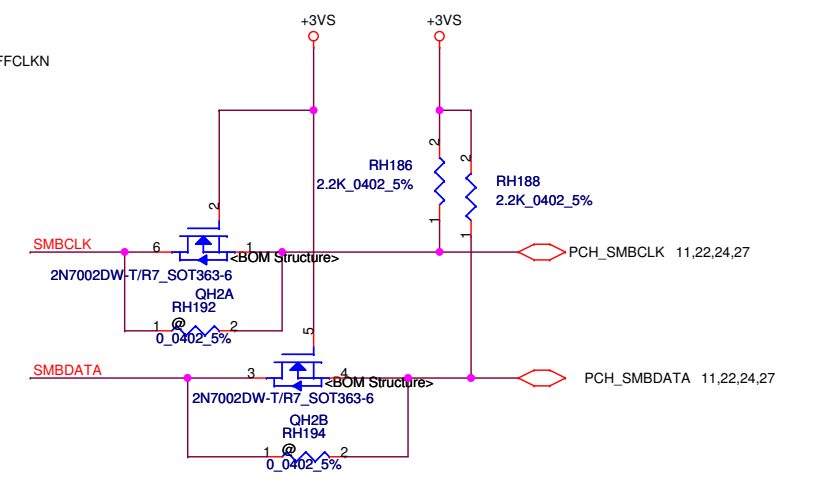 +3VS
+3VS
FFCLKN
2
RH186
2.2K_0402_5%
2
RH188
2.2K_0402_5%
1
1
2
SMBCLK
6
1
<BOM Structure>
PCH_SMBCLK 11,22,24,27
2N7002DW-T/R7_SOT363-6
QH2A
RH192
1
@
2
0_0402_5%
5
SMBDATA
3
4
<BOM Structure>
PCH_SMBDATA 11,22,24,27
2N7002DW-T/R7_SOT363-6
QH2B
RH194
1
@
2
0_0402_5%